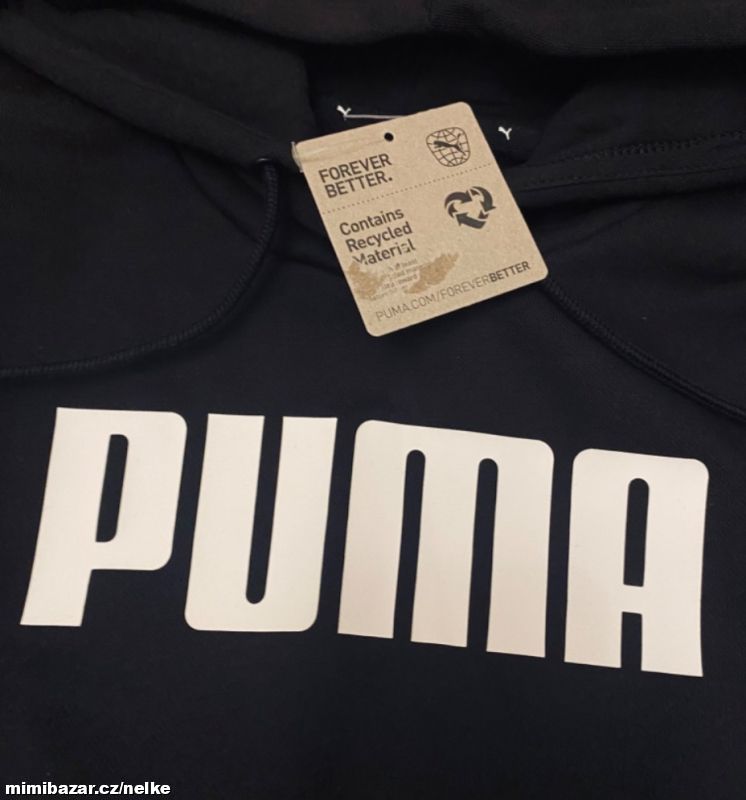 FOREVER
BETTER.
Contains
Recycled
Material
PUMA.COM/FOREVERBETTER
PUMA
mimibazar.cz/nelke